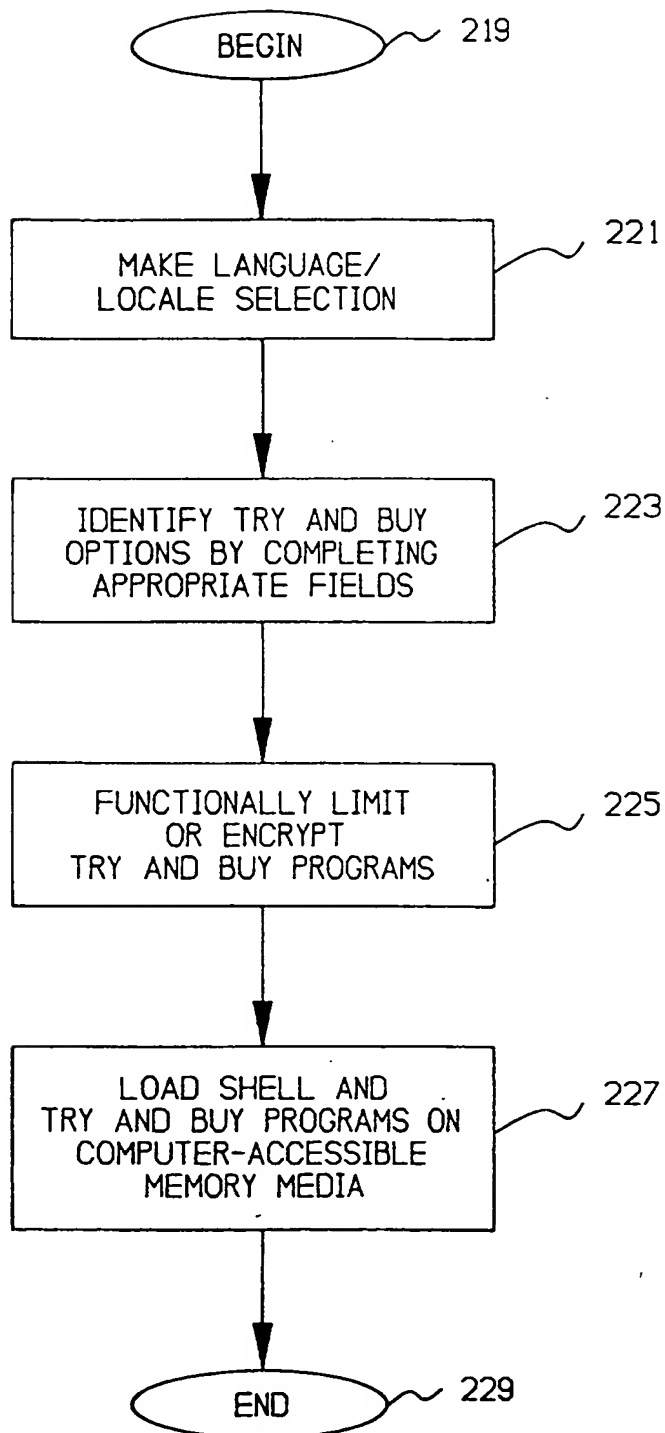 BEGIN
219
MAKE LANGUAGE/
LOCALE SELECTION
221
IDENTIFY TRY AND BUY
OPTIONS BY COMPLETING
APPROPRIATE FIELDS
223
FUNCTIONALLY LIMIT
OR ENCRYPT
TRY AND BUY PROGRAMS
225
LOAD SHELL AND
TRY AND BUY PROGRAMS ON
COMPUTER-ACCESSIBLE
MEMORY MEDIA
227
END
229